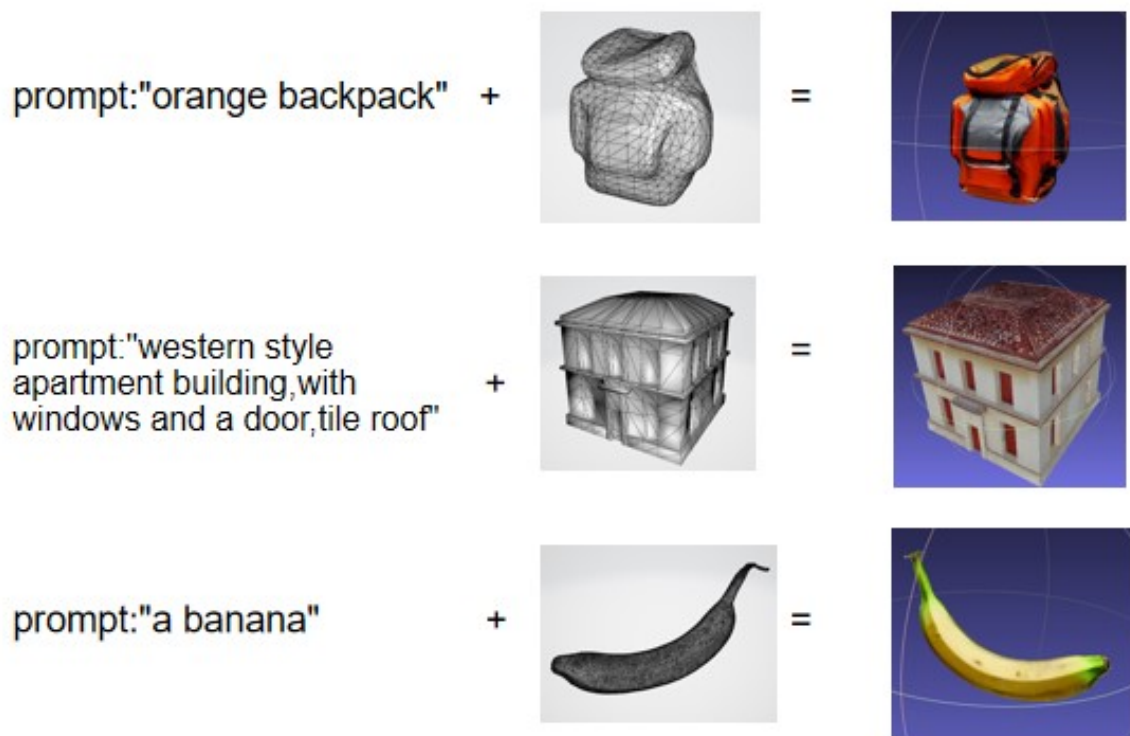 prompt:"orange backpack" + =
prompt:"western style
apartment building,with
windows and a door,tile roof" + =
prompt:"a banana" + =